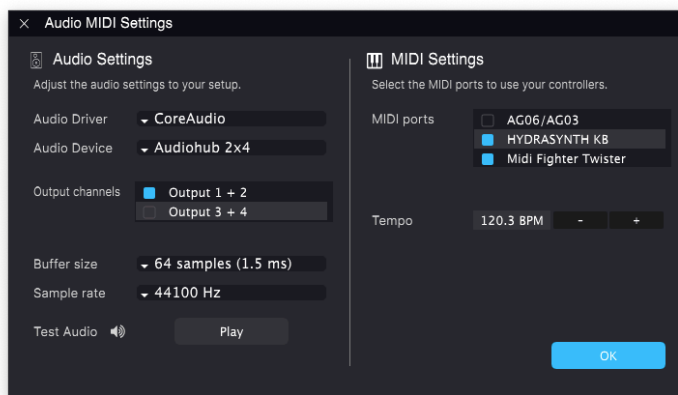 Audio MIDI Settings
Audio Settings
Adjust the audio settings to your setup.
Audio Driver
CoreAudio
Audio Device
Audiohub 2x4
Output channels
Output 1 + 2
Output 3 + 4
Buffer size
64 samples (1.5 ms)
Sample rate
44100 Hz
Test Audio
Play
MIDI Settings
Select the MIDI ports to use your controllers.
MIDI ports
AG06/AG03
HYDRASYNTH KB
Midi Fighter Twister
Tempo
120.3 BPM
-
+
OK